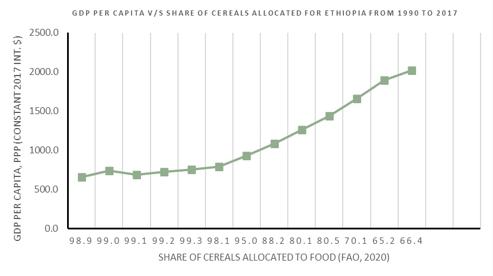 GDP PER CAPITA V/S SHARE OF CEREALS ALLOCATED FOR ETHIOPIA FROM 1990 TO 2017
GDP PER CAPITA, PPP (CONSTANT 2017 INT. $)
2500.0
2000.0
1500.0
1000.0
500.0
0.0
98.9 99.0 99.1 99.2 99.3 98.1 95.0 88.2 80.1 80.5 70.1 65.2 66.4
SHARE OF CEREALS ALLOCATED TO FOOD (FAO, 2020)